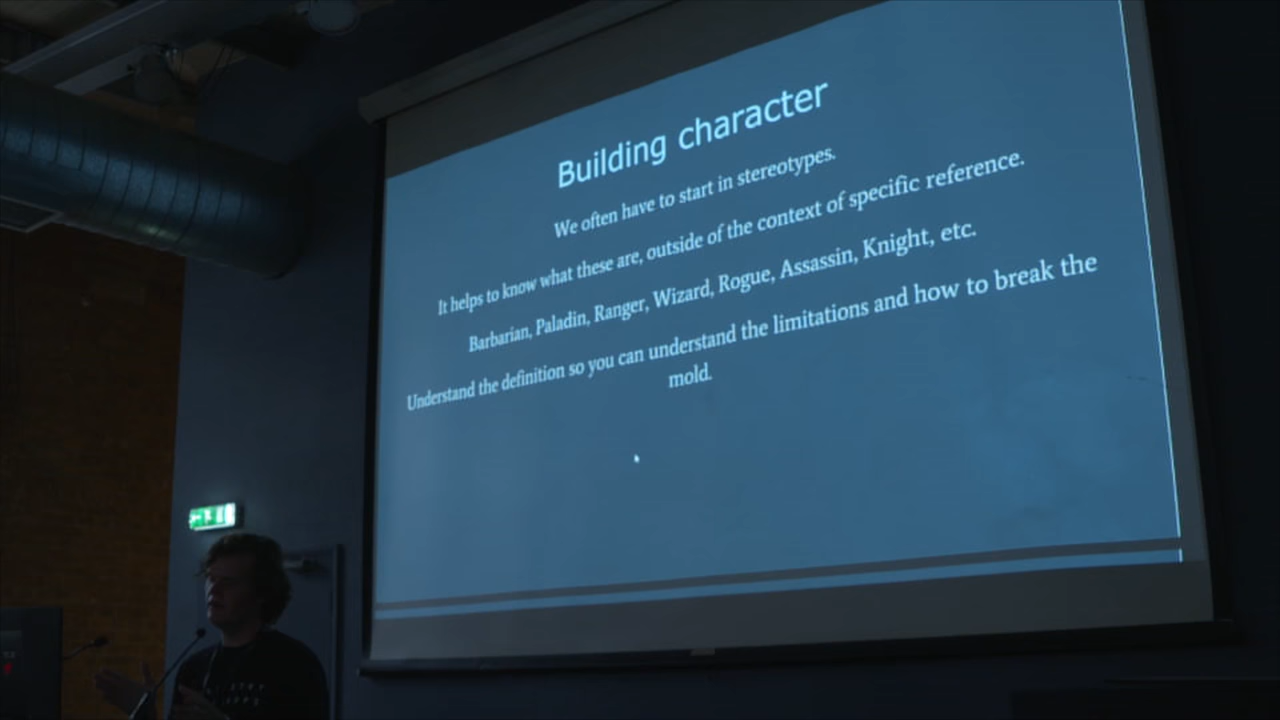 Building character
We often have to start in stereotypes.
It helps to know what these are, outside of the context of specific reference.
Barbarian, Paladin, Ranger, Wizard, Rogue, Assassin, Knight, etc.
Understand the definition so you can understand the limitations and how to break the
mold.